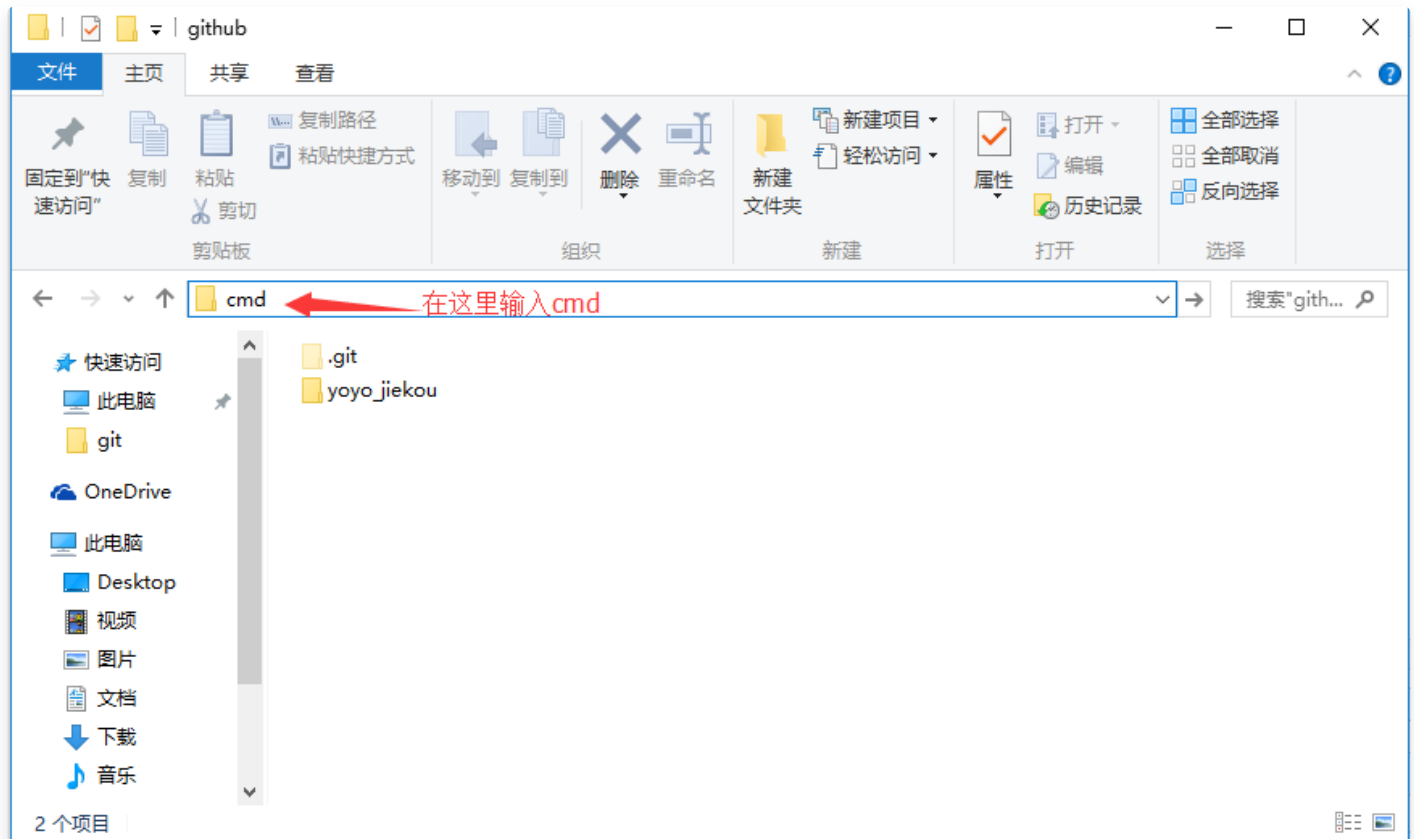 github
文件 主页 共享 查看
固定到"快速访问"
复制
粘贴
剪切
复制路径
粘贴快捷方式
剪贴板
移动到
复制到
删除
重命名
组织
新建
文件夹
新建项目
轻松访问
新建
属性
打开
编辑
历史记录
打开
全部选择
全部取消
反向选择
选择
cmd
在这里输入cmd
搜索"gith...
快速访问
此电脑
git
OneDrive
此电脑
Desktop
视频
图片
文档
下载
音乐
.git
yoyo_jiekou
2 个项目